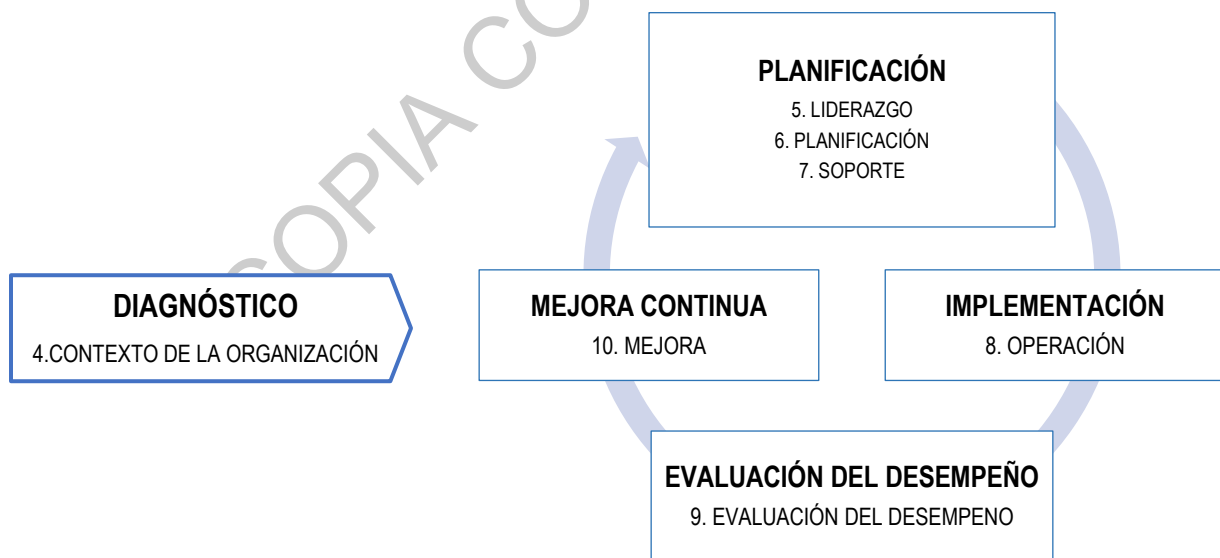 COPIA CO
PLANIFICACIÓN
5. LIDERAZGO
6. PLANIFICACIÓN
7. SOPORTE
DIAGNÓSTICO
4.CONTEXTO DE LA ORGANIZACIÓN
MEJORA CONTINUA
10. MEJORA
IMPLEMENTACIÓN
8. OPERACIÓN
EVALUACIÓN DEL DESEMPEÑO
9. EVALUACIÓN DEL DESEMPENO